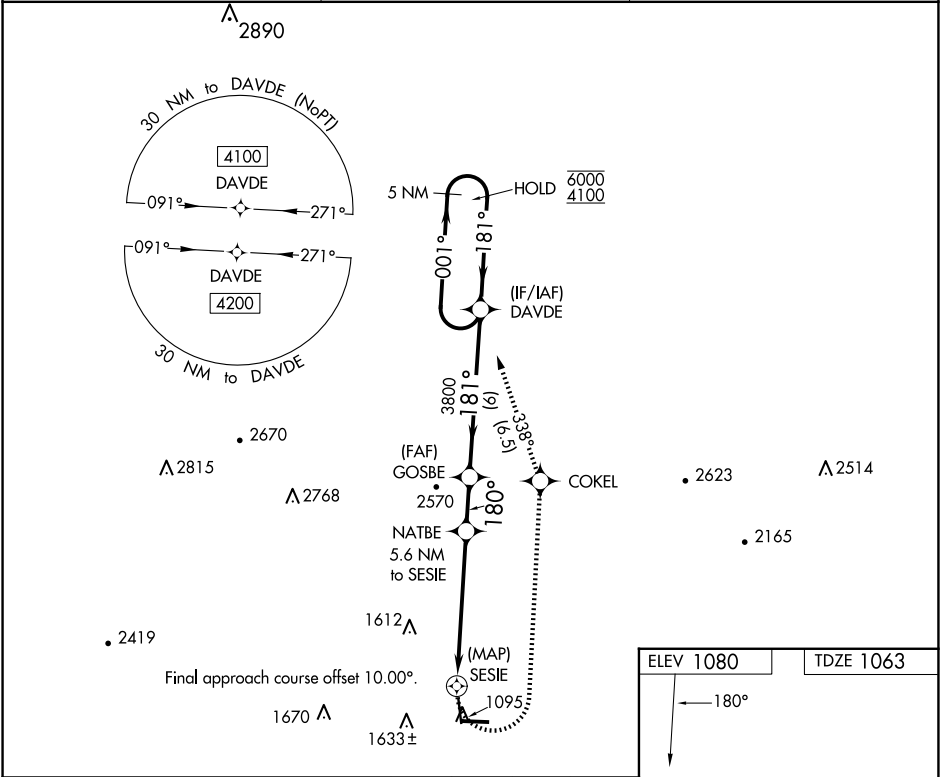 2890
30 NM to DAVDE (NoPT)
4100
DAVDE
091°
271°
091°
271°
DAVDE
4200
30 NM to DAVDE
5 NM
HOLD
6000
4100
001°
181°
(IF/IAF)
DAVDE
3800
181°
(6)
338°
(6.5)
2670
2815
2768
(FAF)
GOSBE
2570
180°
COKEL
2623
2514
NATBE
5.6 NM
to SESIE
2165
1612
2419
(MAP)
SESIE
Final approach course offset 10.00°.
1095
1670
1633±
ELEV 1080
TDZE 1063
180°